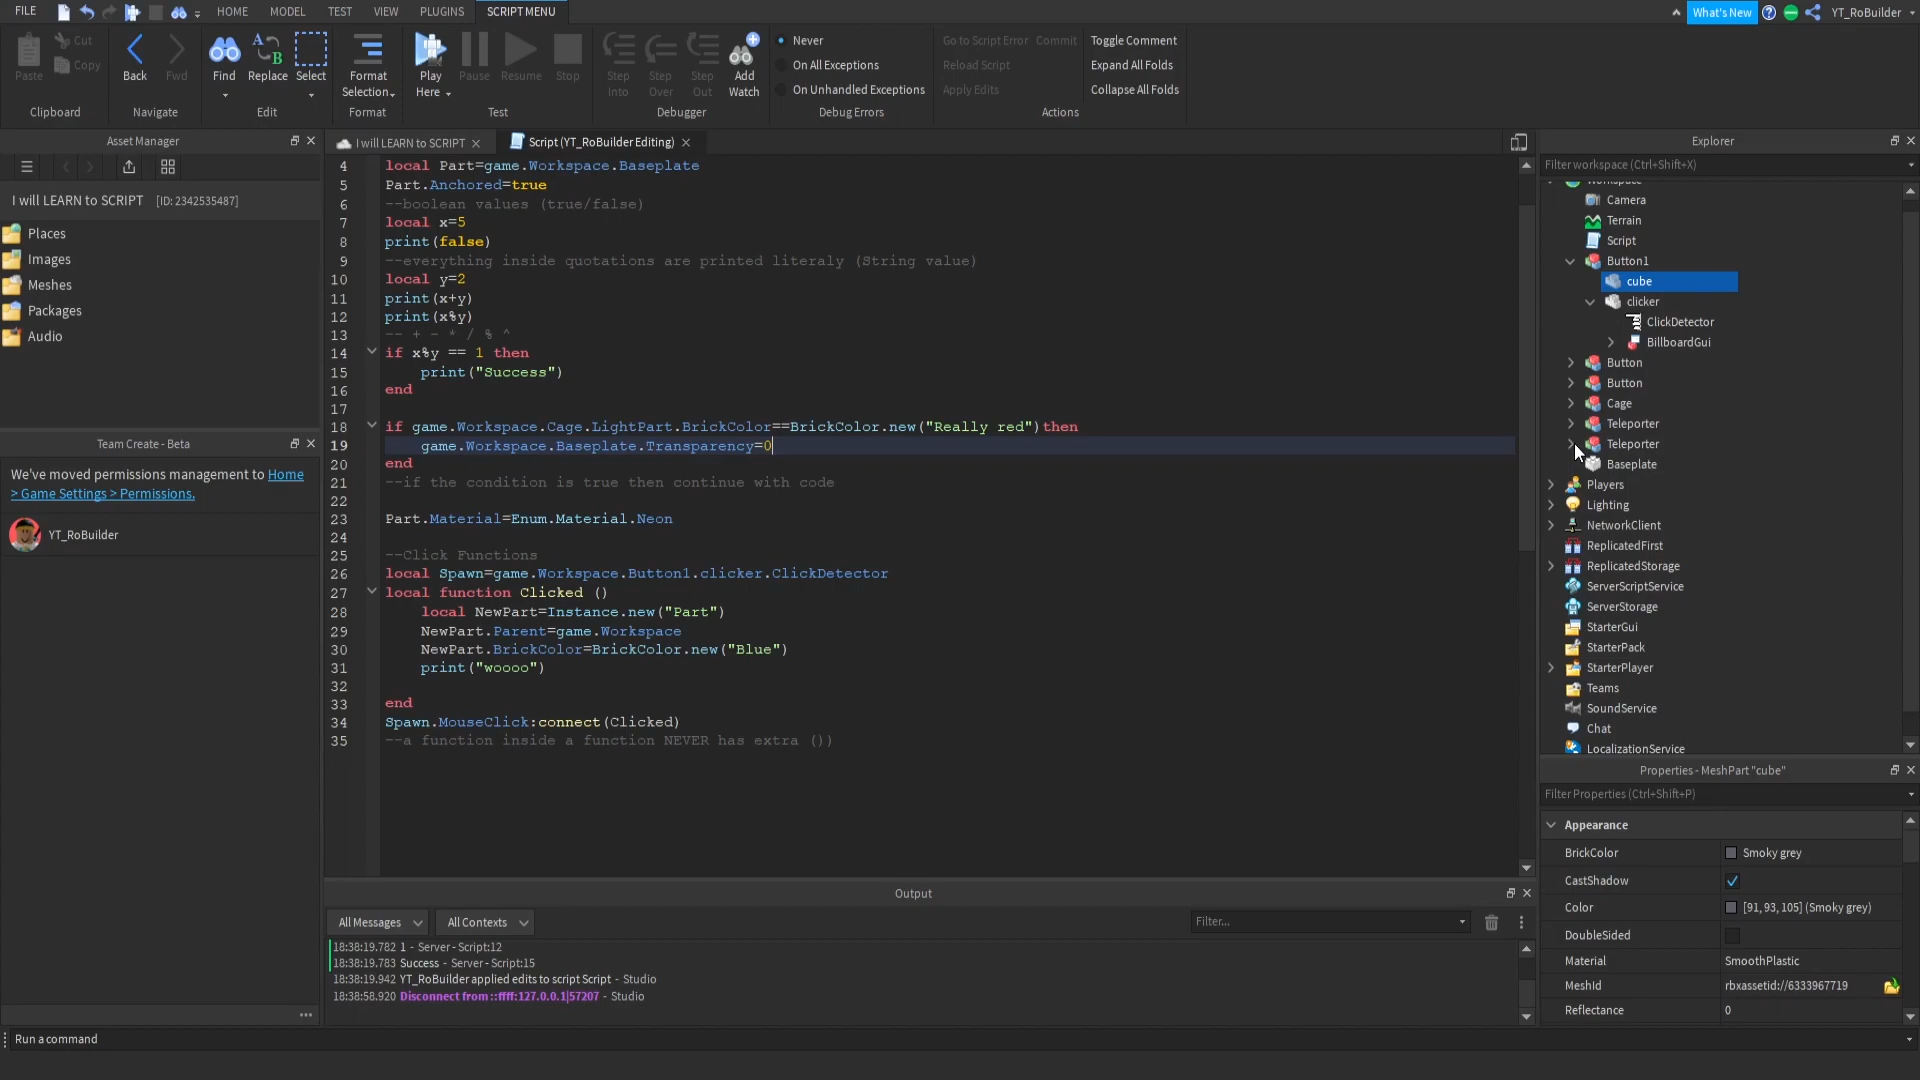 FILE
HOME
MODEL
TEST
VIEW
PLUGINS
SCRIPT MENU
What's New
YT_RoBuilder
Paste
Cut
Copy
Clipboard
Back
Fwd
Navigate
Find
Replace
Select
Edit
Format
Selection
Format
Play
Here
Pause
Resume
Stop
Test
Step
Into
Step
Over
Step
Out
Add
Watch
Debugger
Never
On All Exceptions
On Unhandled Exceptions
Debug Errors
Go to Script Error
Commit
Reload Script
Apply Edits
Toggle Comment
Expand All Folds
Collapse All Folds
Actions
Asset Manager
I will LEARN to SCRIPT [ID: 2342535487]
Places
Images
Meshes
Packages
Audio
Team Create - Beta
We've moved permissions management to Home
> Game Settings > Permissions.
YT_RoBuilder
I will LEARN to SCRIPT
Script (YT_RoBuilder Editing)
4 local Part=game.Workspace.Baseplate
5 Part.Anchored=true
6 --boolean values (true/false)
7 local x=5
8 print(false)
9 --everything inside quotations are printed literaly (String value)
10 local y=2
11 print(x+y)
12 print(x%y)
13 -- + - * / % ^
14 if x%y == 1 then
15 print("Success")
16 end
17
18 if game.Workspace.Cage.LightPart.BrickColor==BrickColor.new("Really red")then
19 game.Workspace.Baseplate.Transparency=0
20 end
21 --if the condition is true then continue with code
22
23 Part.Material=Enum.Material.Neon
24
25 --Click Functions
26 local Spawn=game.Workspace.Button1.clicker.ClickDetector
27 local function Clicked ()
28 local NewPart=Instance.new("Part")
29 NewPart.Parent=game.Workspace
30 NewPart.BrickColor=BrickColor.new("Blue")
31 print("woooo")
32
33 end
34 Spawn.MouseClick:connect(Clicked)
35 --a function inside a function NEVER has extra ())
Output
All Messages
All Contexts
Filter...
18:38:19.782 1 - Server - Script:12
18:38:19.783 Success - Server - Script:15
18:38:19.942 YT_RoBuilder applied edits to script Script - Studio
18:38:58.920 Disconnect from ::ffff:127.0.0.1|57207 - Studio
Run a command
Explorer
Filter workspace (Ctrl+Shift+X)
Workspace
Camera
Terrain
Script
Button1
cube
clicker
ClickDetector
BillboardGui
Button
Button
Cage
Teleporter
Teleporter
Baseplate
Players
Lighting
NetworkClient
ReplicatedFirst
ReplicatedStorage
ServerScriptService
ServerStorage
StarterGui
StarterPack
StarterPlayer
Teams
SoundService
Chat
LocalizationService
Properties - MeshPart "cube"
Filter Properties (Ctrl+Shift+P)
Appearance
BrickColor Smoky grey
CastShadow
Color [91, 93, 105] (Smoky grey)
DoubleSided
Material SmoothPlastic
MeshId rbxassetid://6333967719
Reflectance 0